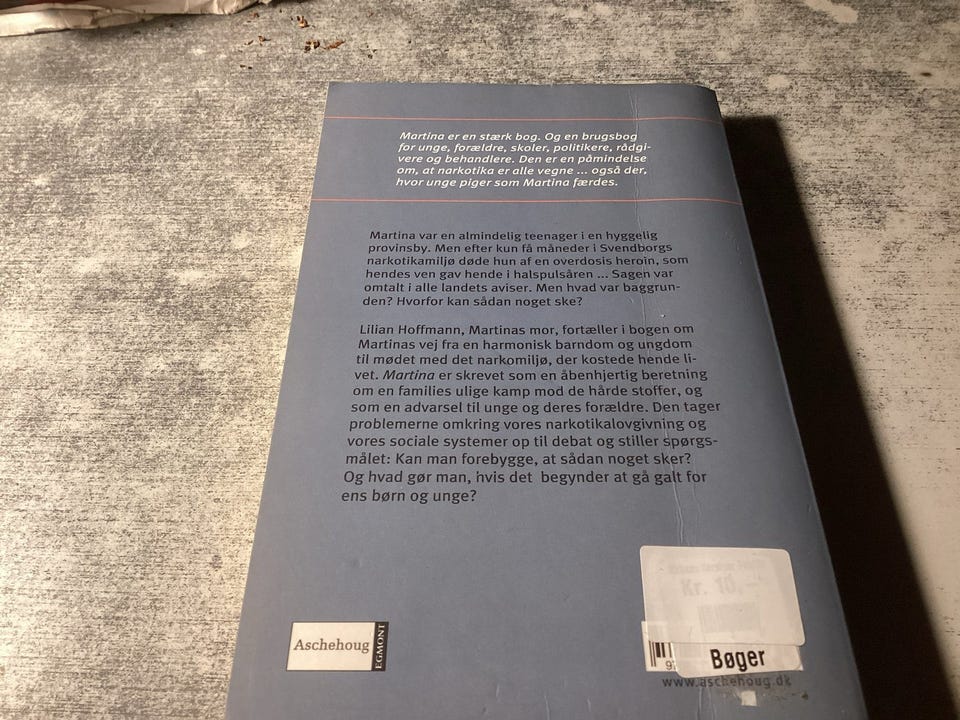 Martina er en stærk bog. Og en brugsbog
for unge, forældre, skoler, politikere, rådgi-
vere og behandlere. Den er en påmindelse
om, at narkotika er alle vegne ... også der,
hvor unge piger som Martina færdes.
Martina var en almindelig teenager i en hyggelig
provinsby. Men efter kun få måneder i Svendborgs
narkotikamiljø døde hun af en overdosis heroin, som
hendes ven gav hende i halspulsåren ... Sagen var
omtalt i alle landets aviser. Men hvad var baggrun-
den? Hvorfor kan sådan noget ske?
Lilian Hoffmann, Martinas mor, fortæller i bogen om
Martinas vej fra en harmonisk barndom og ungdom
til mødet med det narkomiljø, der kostede hende li-
vet. Martina er skrevet som en åbenhjertig beretning
om en families ulige kamp mod de hårde stoffer, og
som en advarsel til unge og deres forældre. Den tager
problemerne omkring vores narkotikalovgivning og
vores sociale systemer op til debat og stiller spørgs-
målet: Kan man forebygge, at sådan noget sker?
Og hvad gør man, hvis det begynder at gå galt for
ens børn og unge?
Aschehoug
EGMONT
Kr. 10,-
Bøger
97
www.aschehoug.dk